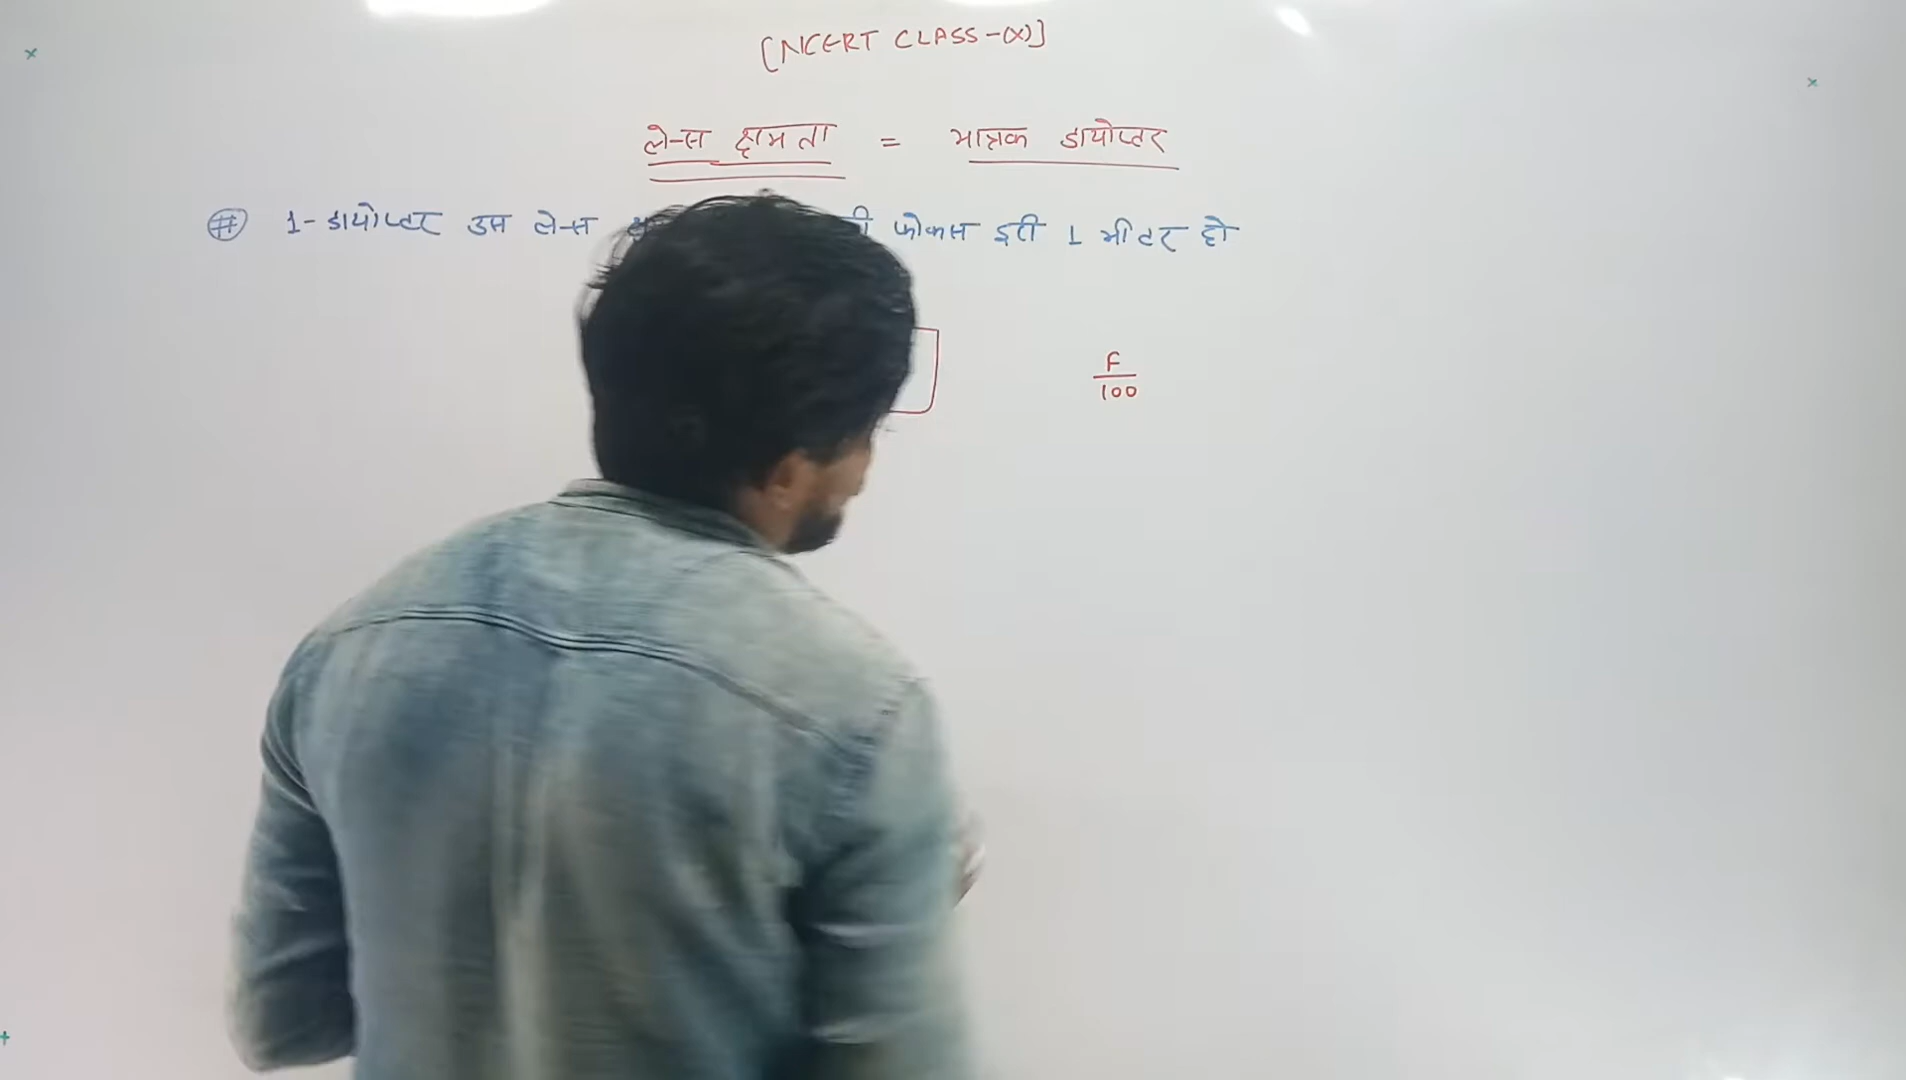 [NCERT CLASS-(X)]
लेन्स क्षमता = मात्रक डायोप्टर
# 1-डायोप्टर उस लेन्स फोकस दूरी 1 मीटर हो
F
100